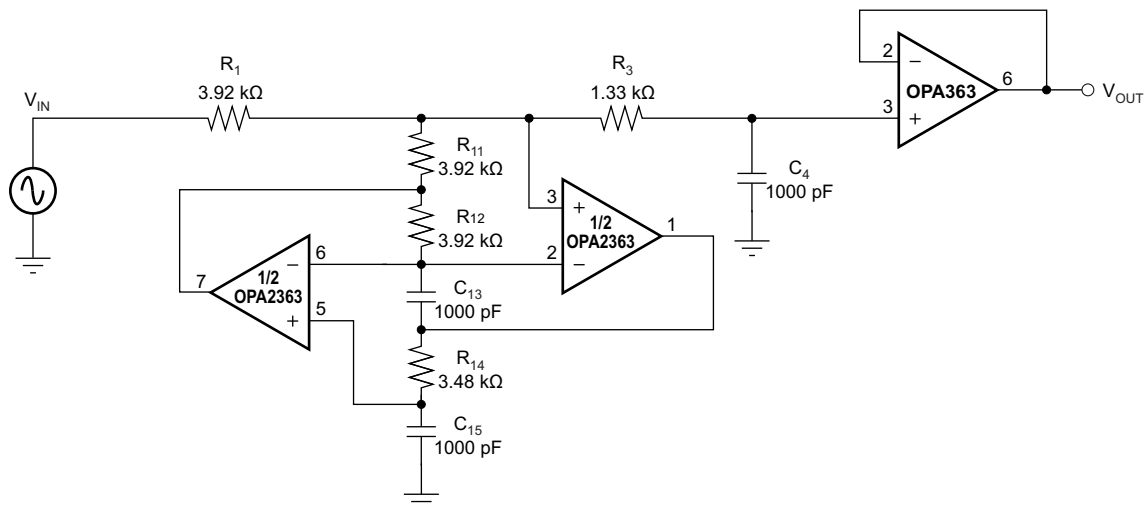 R1
3.92 kΩ
VIN
R3
1.33 kΩ
2
−
OPA363
6
3
+
VOUT
R11
3.92 kΩ
C4
1000 pF
R12
3.92 kΩ
3
+
1/2
OPA2363
1
2
−
6
−
1/2
OPA2363
7
5
+
C13
1000 pF
R14
3.48 kΩ
C15
1000 pF